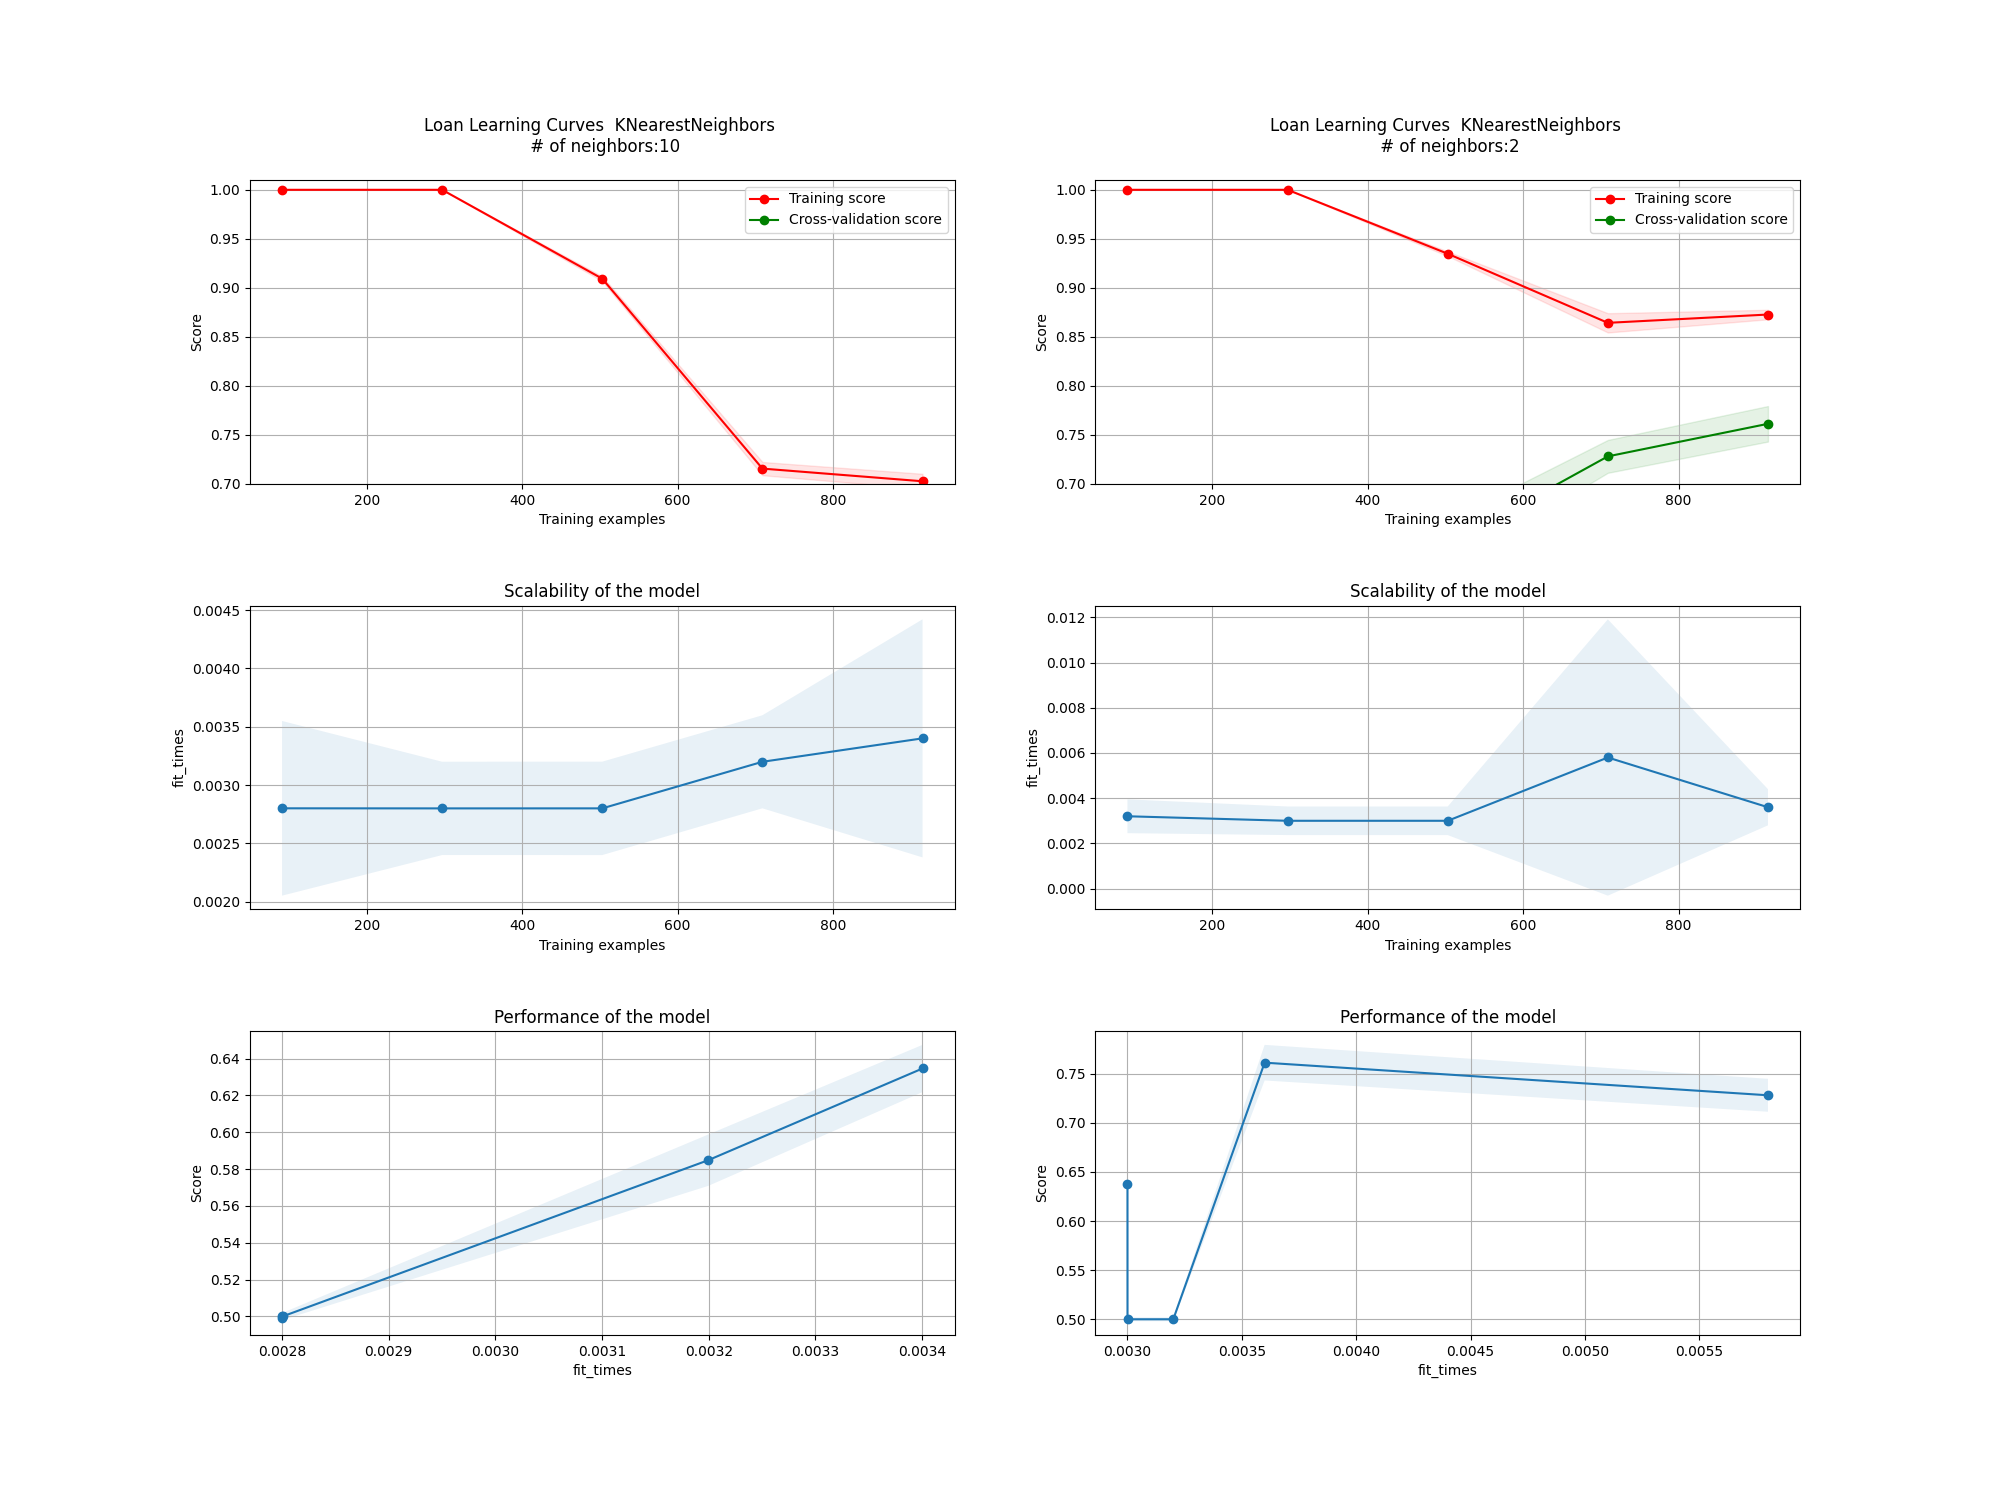 Loan Learning Curves  KNearestNeighbors
# of neighbors:10
1.00
0.95
0.90
0.85
0.80
0.75
0.70
Score
Training score
Cross-validation score
200
400
600
800
Training examples
Loan Learning Curves  KNearestNeighbors
# of neighbors:2
1.00
0.95
0.90
0.85
0.80
0.75
0.70
Score
Training score
Cross-validation score
200
400
600
800
Training examples
Scalability of the model
0.0045
0.0040
0.0035
0.0030
0.0025
0.0020
fit_times
200
400
600
800
Training examples
Scalability of the model
0.012
0.010
0.008
0.006
0.004
0.002
0.000
fit_times
200
400
600
800
Training examples
Performance of the model
0.64
0.62
0.60
0.58
0.56
0.54
0.52
0.50
Score
0.0028
0.0029
0.0030
0.0031
0.0032
0.0033
0.0034
fit_times
Performance of the model
0.75
0.70
0.65
0.60
0.55
0.50
Score
0.0030
0.0035
0.0040
0.0045
0.0050
0.0055
fit_times